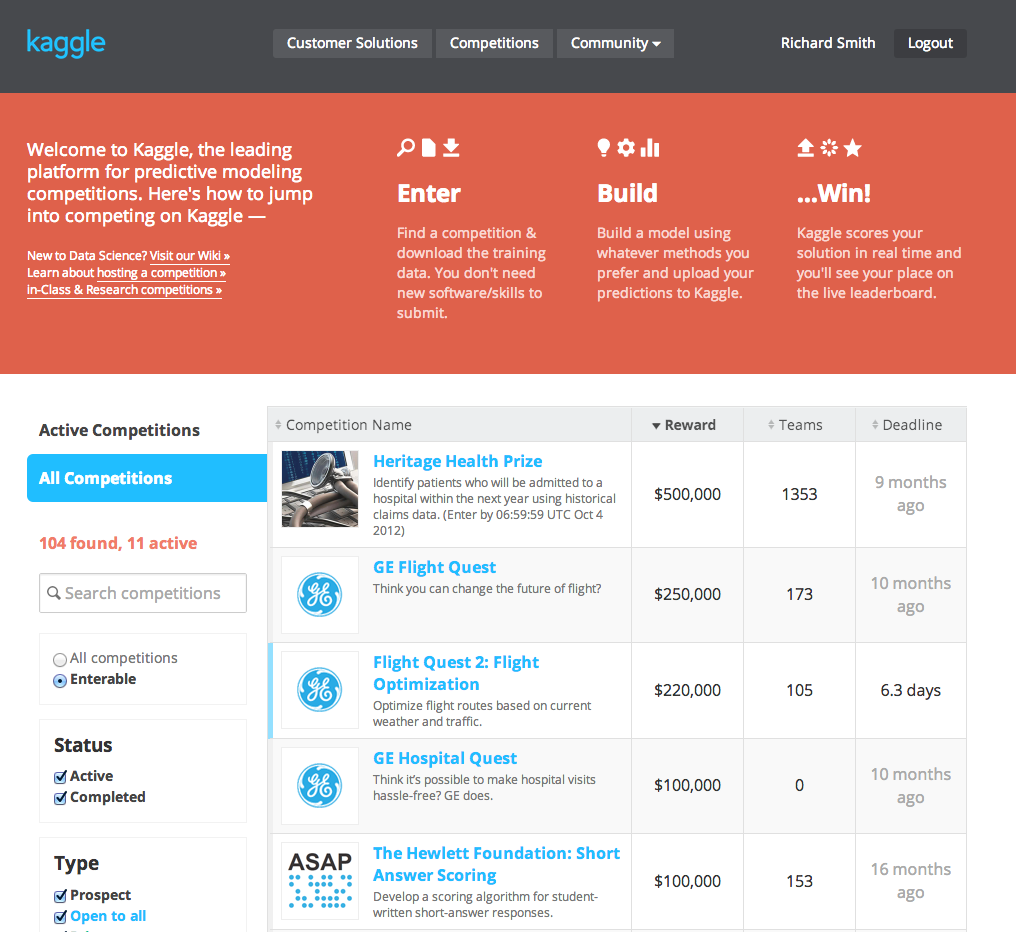 kaggle
Customer Solutions
Competitions
Community
Richard Smith
Logout
Welcome to Kaggle, the leading
platform for predictive modeling
competitions. Here's how to jump
into competing on Kaggle —
New to Data Science? Visit our Wiki »
Learn about hosting a competition »
in-Class & Research competitions »
Enter
Find a competition &
download the training
data. You don't need
new software/skills to
submit.
Build
Build a model using
whatever methods you
prefer and upload your
predictions to Kaggle.
...Win!
Kaggle scores your
solution in real time and
you'll see your place on
the live leaderboard.
Active Competitions
All Competitions
104 found, 11 active
Search competitions
All competitions
Enterable
Status
Active
Completed
Type
Prospect
Open to all
Competition Name
Reward
Teams
Deadline
Heritage Health Prize
Identify patients who will be admitted to a
hospital within the next year using historical
claims data. (Enter by 06:59:59 UTC Oct 4
2012)
$500,000
1353
9 months
ago
GE Flight Quest
Think you can change the future of flight?
$250,000
173
10 months
ago
Flight Quest 2: Flight
Optimization
Optimize flight routes based on current
weather and traffic.
$220,000
105
6.3 days
GE Hospital Quest
Think it's possible to make hospital visits
hassle-free? GE does.
$100,000
0
10 months
ago
ASAP
The Hewlett Foundation: Short
Answer Scoring
Develop a scoring algorithm for student-
written short-answer responses.
$100,000
153
16 months
ago